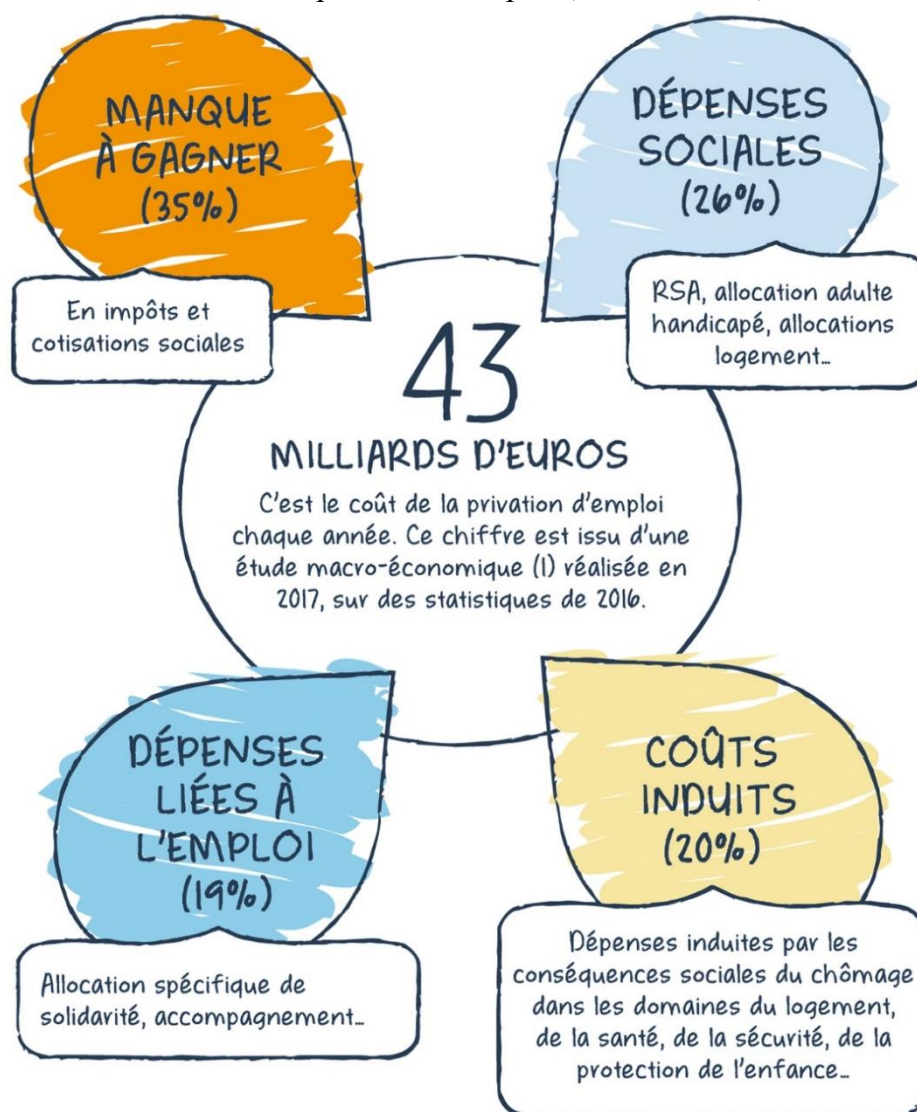 MANQUE
À GAGNER
(35%)
En impôts et
cotisations sociales
DÉPENSES
SOCIALES
(26%)
RSA, allocation adulte
handicapé, allocations
logement...
43
MILLIARDS D'EUROS
C'est le coût de la privation d'emploi
chaque année. Ce chiffre est issu d'une
étude macro-économique (1) réalisée en
2017, sur des statistiques de 2016.
DÉPENSES
LIÉES À
L'EMPLOI
(19%)
Allocation spécifique de
solidarité, accompagnement...
COÛTS
INDUITS
(20%)
Dépenses induites par les
conséquences sociales du chômage
dans les domaines du logement,
de la santé, de la sécurité, de la
protection de l'enfance...